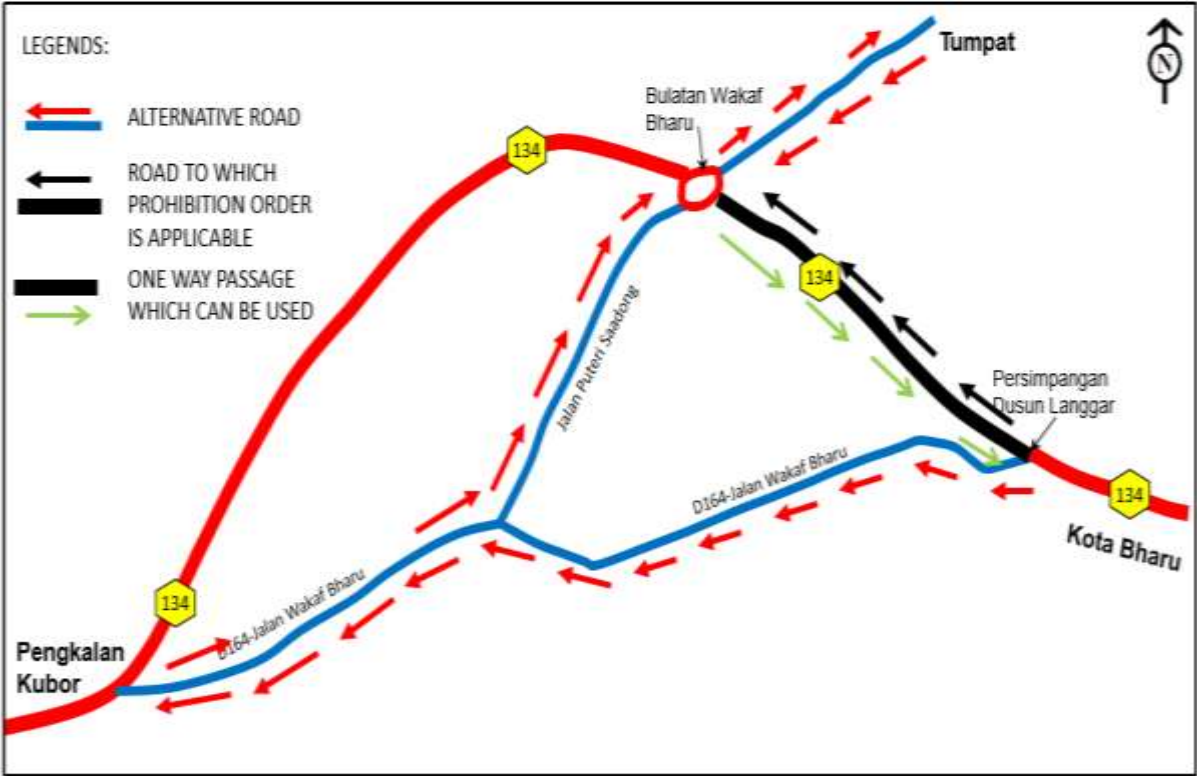 LEGENDS:
ALTERNATIVE ROAD
ROAD TO WHICH
PROHIBITION ORDER
IS APPLICABLE
ONE WAY PASSAGE
WHICH CAN BE USED
Tumpat
N
Bulatan Wakaf
Bharu
134
134
Jalan Puteri Saadong
Persimpangan
Dusun Langgar
D164-Jalan Wakaf Bharu
134
Kota Bharu
134
D164-Jalan Wakaf Bharu
Pengkalan
Kubor